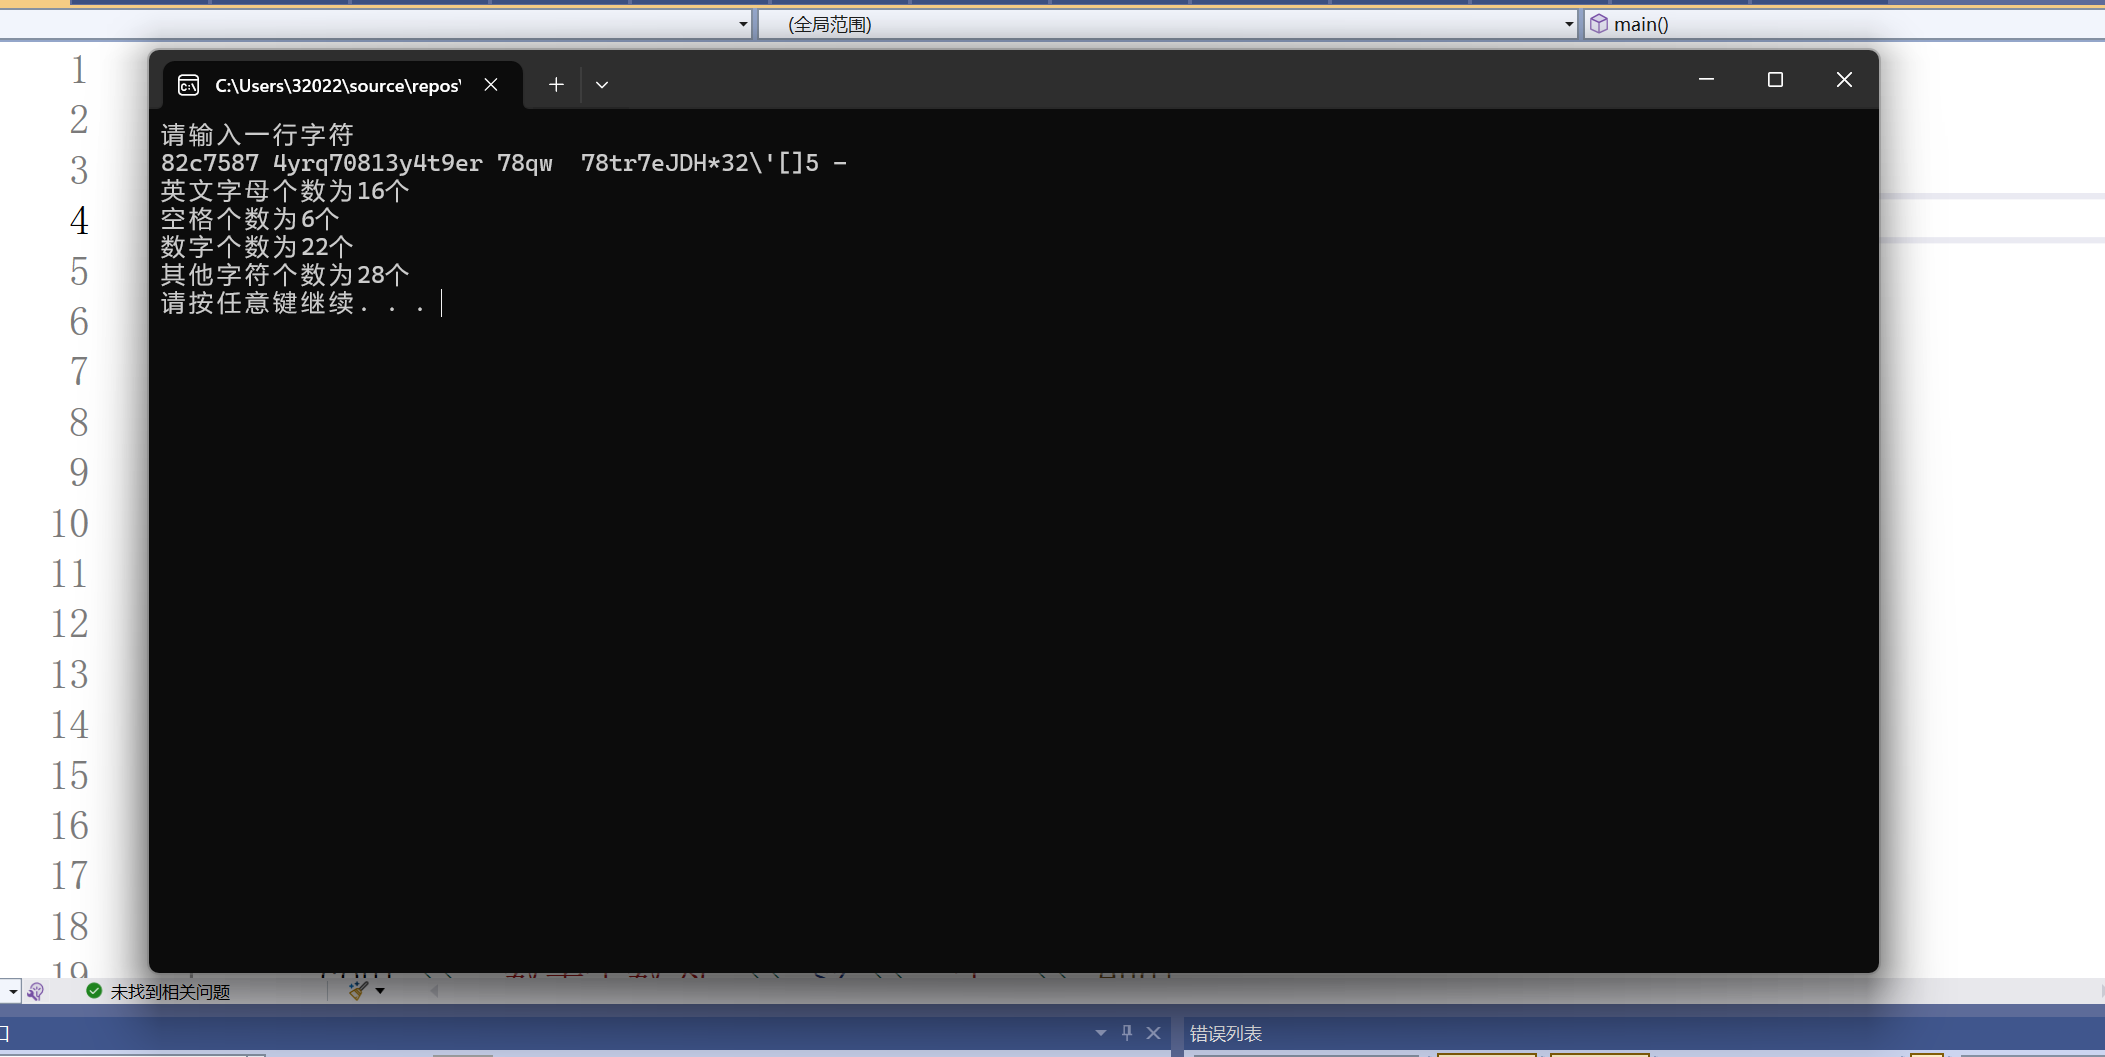 (全局范围)
main()
C:\Users\32022\source\repos\
请输入一行字符
82c7587 4yrq70813y4t9er 78qw  78tr7eJDH*32\'[]5 -
英文字母个数为16个
空格个数为6个
数字个数为22个
其他字符个数为28个
请按任意键继续. . .
1
2
3
4
5
6
7
8
9
10
11
12
13
14
15
16
17
18
19
未找到相关问题
错误列表